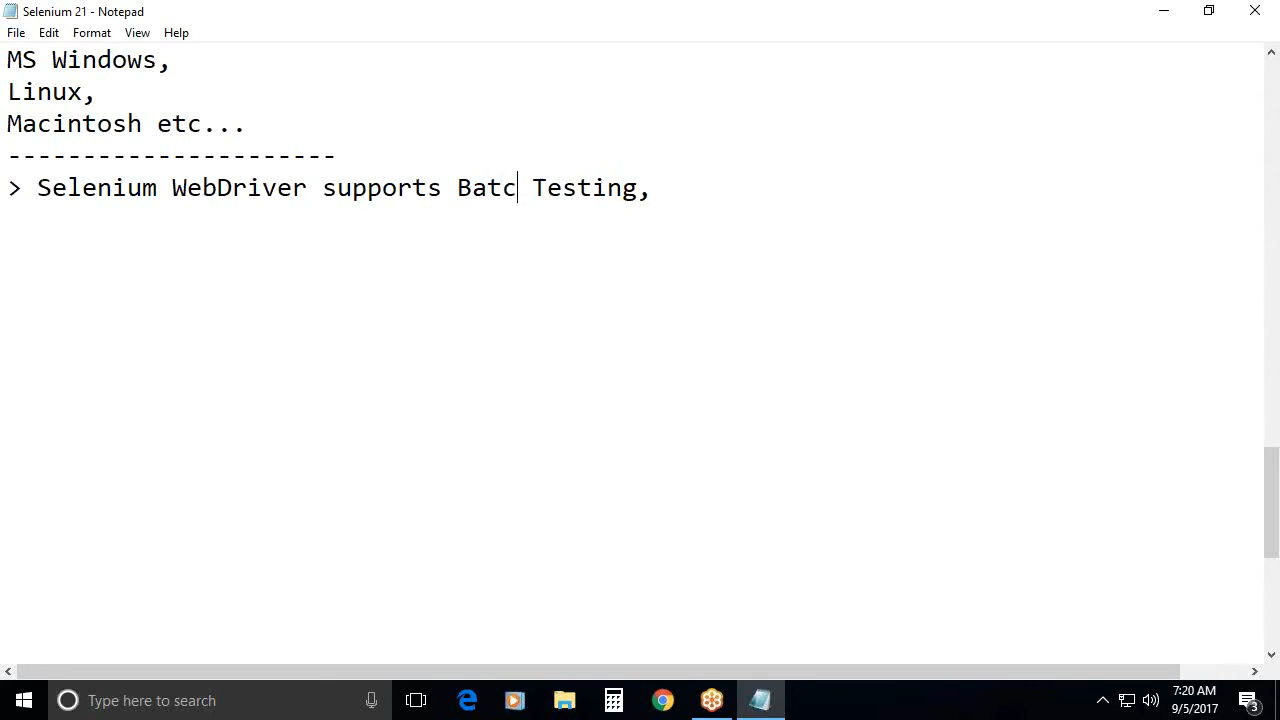 Selenium 21 - Notepad
File Edit Format View Help
MS Windows,
Linux,
Macintosh etc...
----------------------
> Selenium WebDriver supports Batc Testing,
Type here to search
7:20 AM
9/5/2017
3